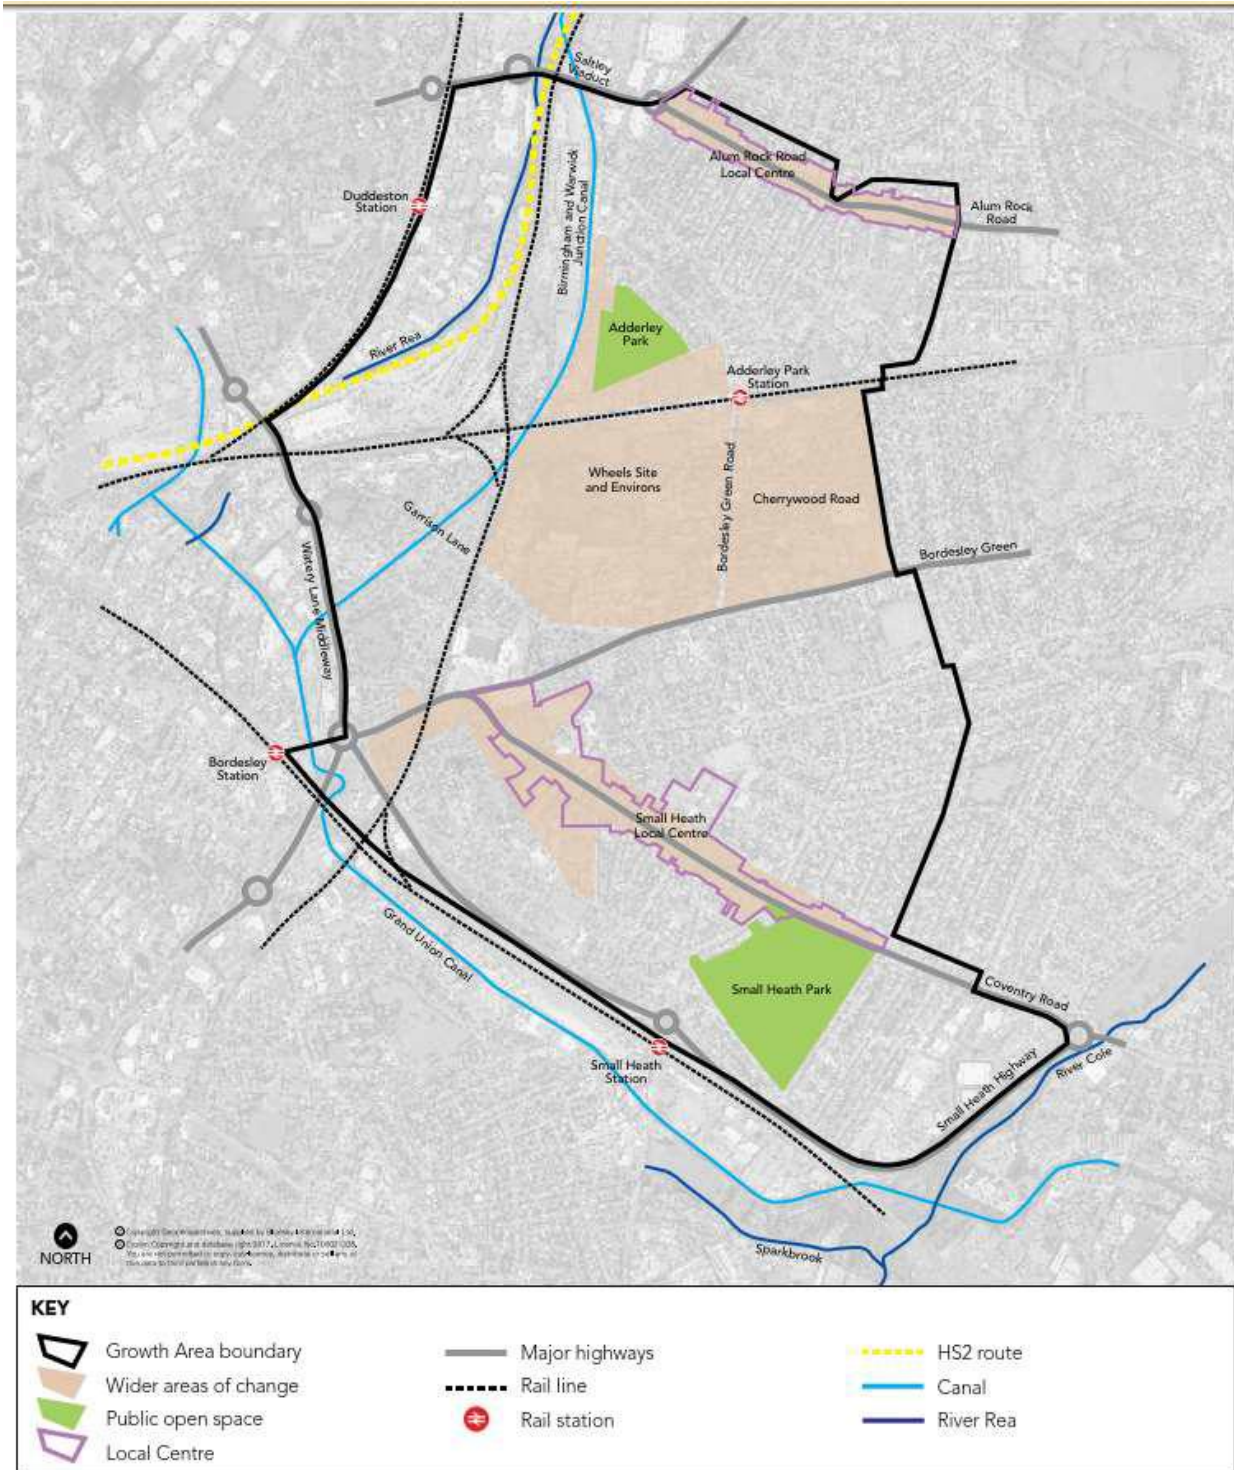 Saltley
Viaduct
Alum Rock Road
Local Centre
Alum Rock
Road
Duddeston
Station
Birmingham and Warwick
Junction Canal
River Rea
Adderley
Park
Adderley Park
Station
Wheels Site
and Environs
Bordesley Green Road
Cherrywood Road
Garrison Lane
Bordesley Green
Watery Lane Middleway
Bordesley
Station
Small Heath
Local Centre
Grand Union Canal
Small Heath Park
Coventry Road
Small Heath
Station
Small Heath Highway
River Cole
Sparkbrook
NORTH
KEY
Growth Area boundary
Wider areas of change
Public open space
Local Centre
Major highways
Rail line
Rail station
HS2 route
Canal
River Rea